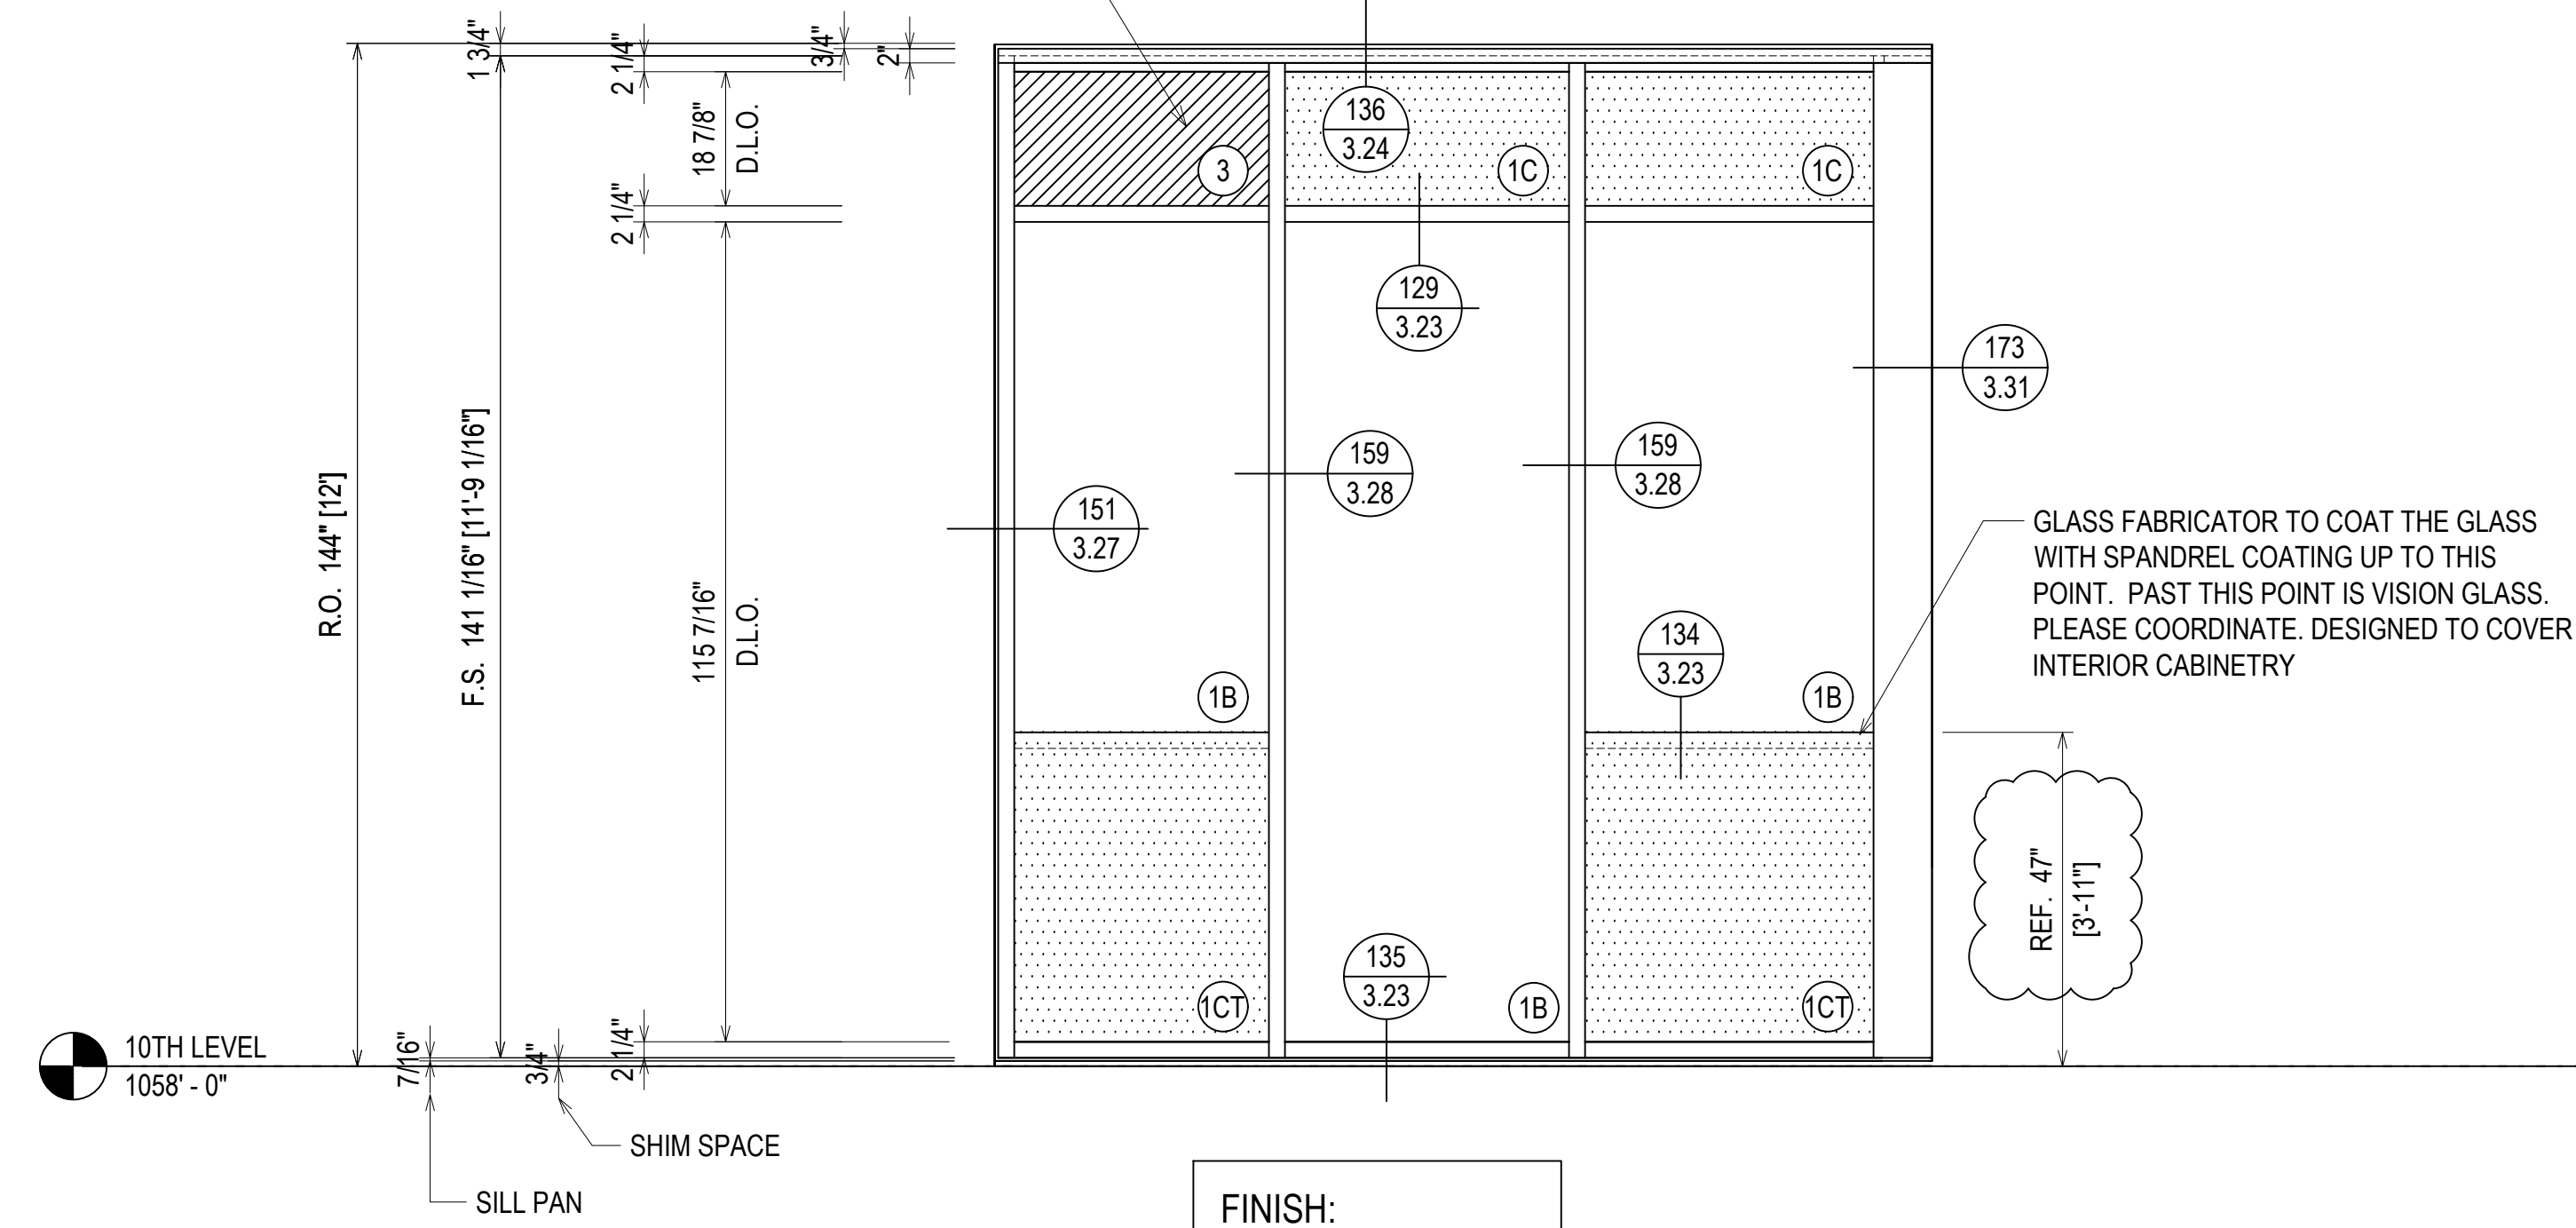 1 3/4"
2 1/4"
3/4"
2"
18 7/8"
D.L.O.
2 1/4"
R.O. 144" [12']
F.S. 141 1/16" [11'-9 1/16"]
115 7/16"
D.L.O.
136
3.24
3
1C
1C
129
3.23
173
3.31
159
3.28
159
3.28
151
3.27
GLASS FABRICATOR TO COAT THE GLASS
WITH SPANDREL COATING UP TO THIS
POINT. PAST THIS POINT IS VISION GLASS.
PLEASE COORDINATE. DESIGNED TO COVER
INTERIOR CABINETRY
134
3.23
1B
1B
REF. 47"
[3'-11"]
135
3.23
1CT
1B
1CT
10TH LEVEL
1058' - 0"
7/16"
3/4"
2 1/4"
SHIM SPACE
SILL PAN
FINISH: